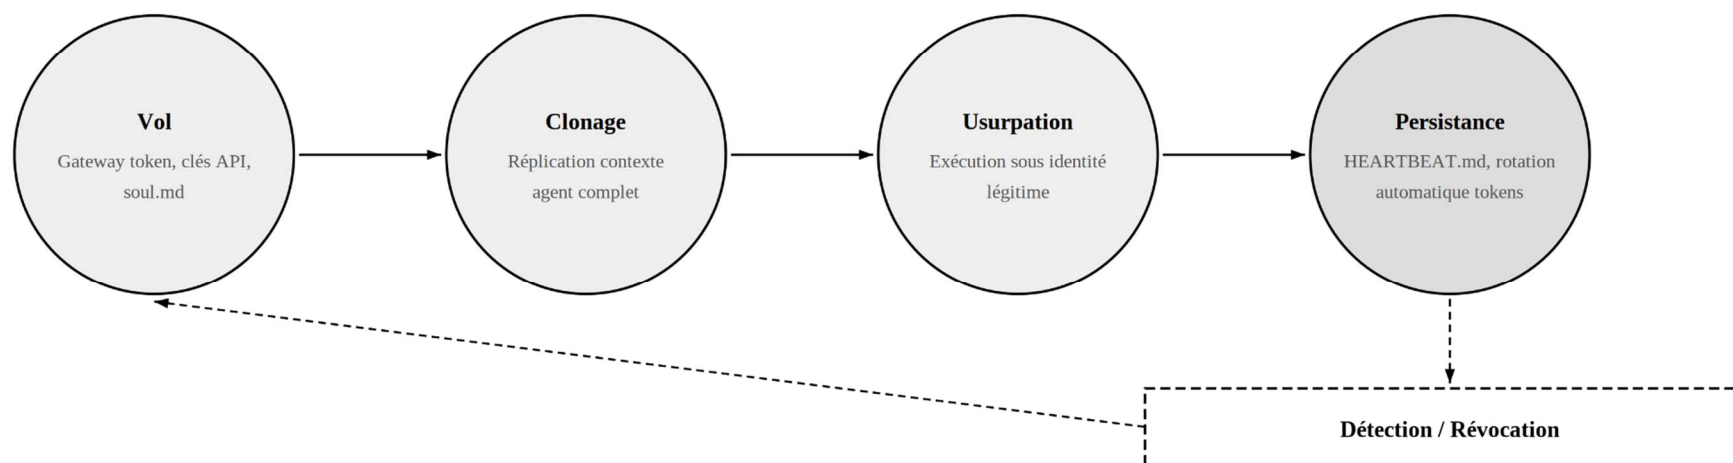 Vol
Gateway token, clés API,
soul.md
Clonage
Réplication contexte
agent complet
Usurpation
Exécution sous identité
légitime
Persistance
HEARTBEAT.md, rotation
automatique tokens
Détection / Révocation